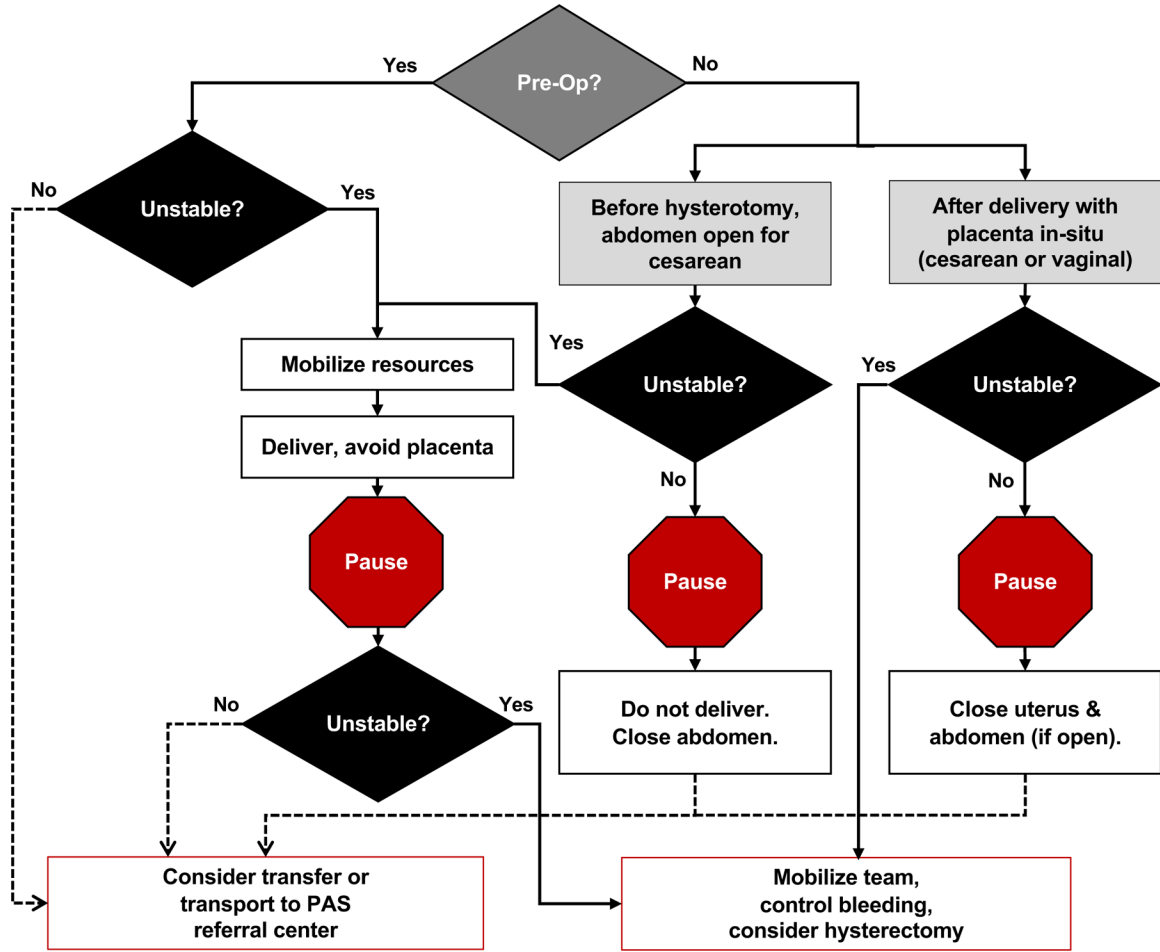 Pre-Op?
Yes
No
Unstable?
No
Yes
Before hysterotomy,
abdomen open for
cesarean
After delivery with
placenta in-situ
(cesarean or vaginal)
Mobilize resources
Yes
Unstable?
Yes
Unstable?
Deliver, avoid placenta
No
No
Pause
Pause
Pause
No
Unstable?
Yes
Do not deliver.
Close abdomen.
Close uterus &
abdomen (if open).
Consider transfer or
transport to PAS
referral center
Mobilize team,
control bleeding,
consider hysterectomy